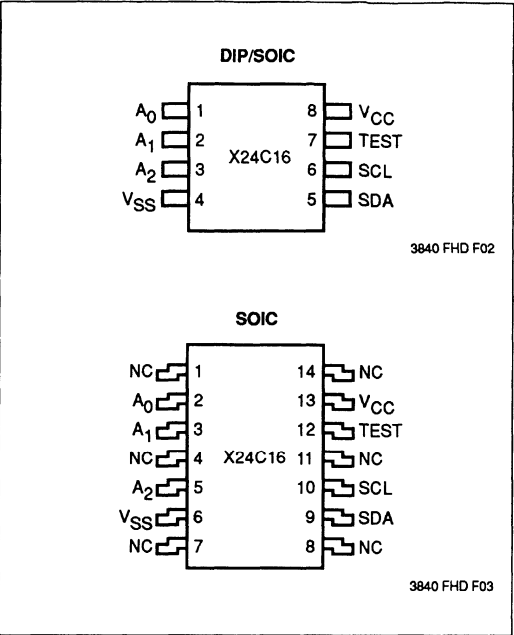 DIP/SOIC
A0 1 8 VCC
A1 2 7 TEST
X24C16
A2 3 6 SCL
VSS 4 5 SDA
3840 FHD F02
SOIC
NC 1 14 NC
A0 2 13 VCC
A1 3 12 TEST
NC 4 X24C16 11 NC
A2 5 10 SCL
VSS 6 9 SDA
NC 7 8 NC
3840 FHD F03